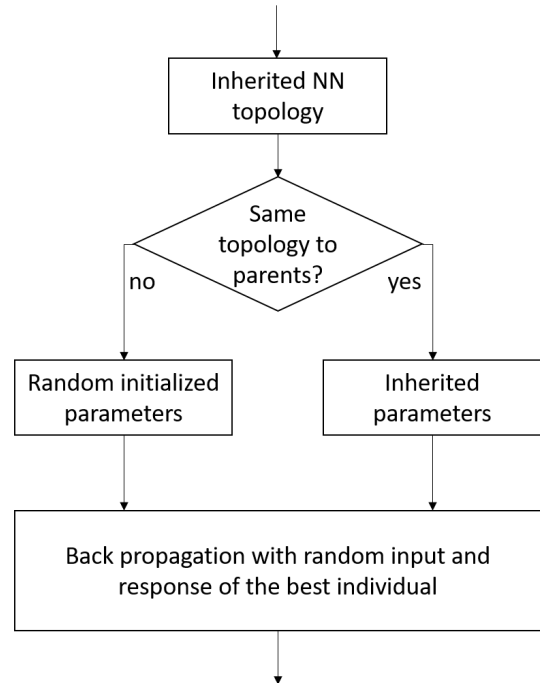 Inherited NN
topology
Same
topology to
parents?
no
yes
Random initialized
parameters
Inherited
parameters
Back propagation with random input and
response of the best individual